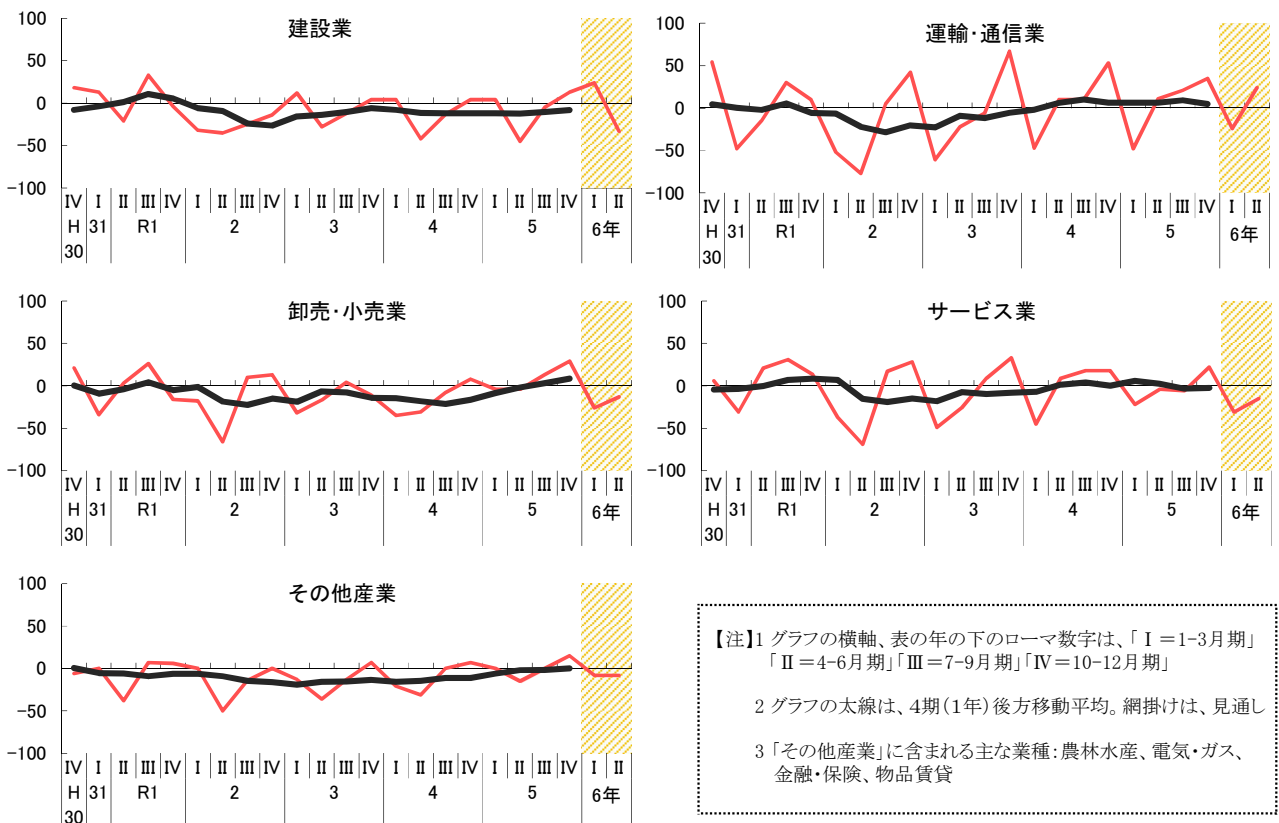 建設業
100
50
0
-50
-100
Ⅳ Ⅰ Ⅱ Ⅲ Ⅳ Ⅰ Ⅱ Ⅲ Ⅳ Ⅰ Ⅱ Ⅲ Ⅳ Ⅰ Ⅱ Ⅲ Ⅳ Ⅰ Ⅱ Ⅲ Ⅳ Ⅰ Ⅱ
H 31 R1 2 3 4 5 6年
30
運輸・通信業
100
50
0
-50
-100
Ⅳ Ⅰ Ⅱ Ⅲ Ⅳ Ⅰ Ⅱ Ⅲ Ⅳ Ⅰ Ⅱ Ⅲ Ⅳ Ⅰ Ⅱ Ⅲ Ⅳ Ⅰ Ⅱ Ⅲ Ⅳ Ⅰ Ⅱ
H 31 R1 2 3 4 5 6年
30
卸売・小売業
100
50
0
-50
-100
Ⅳ Ⅰ Ⅱ Ⅲ Ⅳ Ⅰ Ⅱ Ⅲ Ⅳ Ⅰ Ⅱ Ⅲ Ⅳ Ⅰ Ⅱ Ⅲ Ⅳ Ⅰ Ⅱ Ⅲ Ⅳ Ⅰ Ⅱ
H 31 R1 2 3 4 5 6年
30
サービス業
100
50
0
-50
-100
Ⅳ Ⅰ Ⅱ Ⅲ Ⅳ Ⅰ Ⅱ Ⅲ Ⅳ Ⅰ Ⅱ Ⅲ Ⅳ Ⅰ Ⅱ Ⅲ Ⅳ Ⅰ Ⅱ Ⅲ Ⅳ Ⅰ Ⅱ
H 31 R1 2 3 4 5 6年
30
その他産業
100
50
0
-50
-100
Ⅳ Ⅰ Ⅱ Ⅲ Ⅳ Ⅰ Ⅱ Ⅲ Ⅳ Ⅰ Ⅱ Ⅲ Ⅳ Ⅰ Ⅱ Ⅲ Ⅳ Ⅰ Ⅱ Ⅲ Ⅳ Ⅰ Ⅱ
H 31 R1 2 3 4 5 6年
30
【注】1 グラフの横軸、表の年の下のローマ数字は、「Ⅰ＝1-3月期」
「Ⅱ＝4-6月期」「Ⅲ＝7-9月期」「Ⅳ＝10-12月期」
2 グラフの太線は、4期(1年)後方移動平均。網掛けは、見通し
3 「その他産業」に含まれる主な業種：農林水産、電気・ガス、
金融・保険、物品賃貸